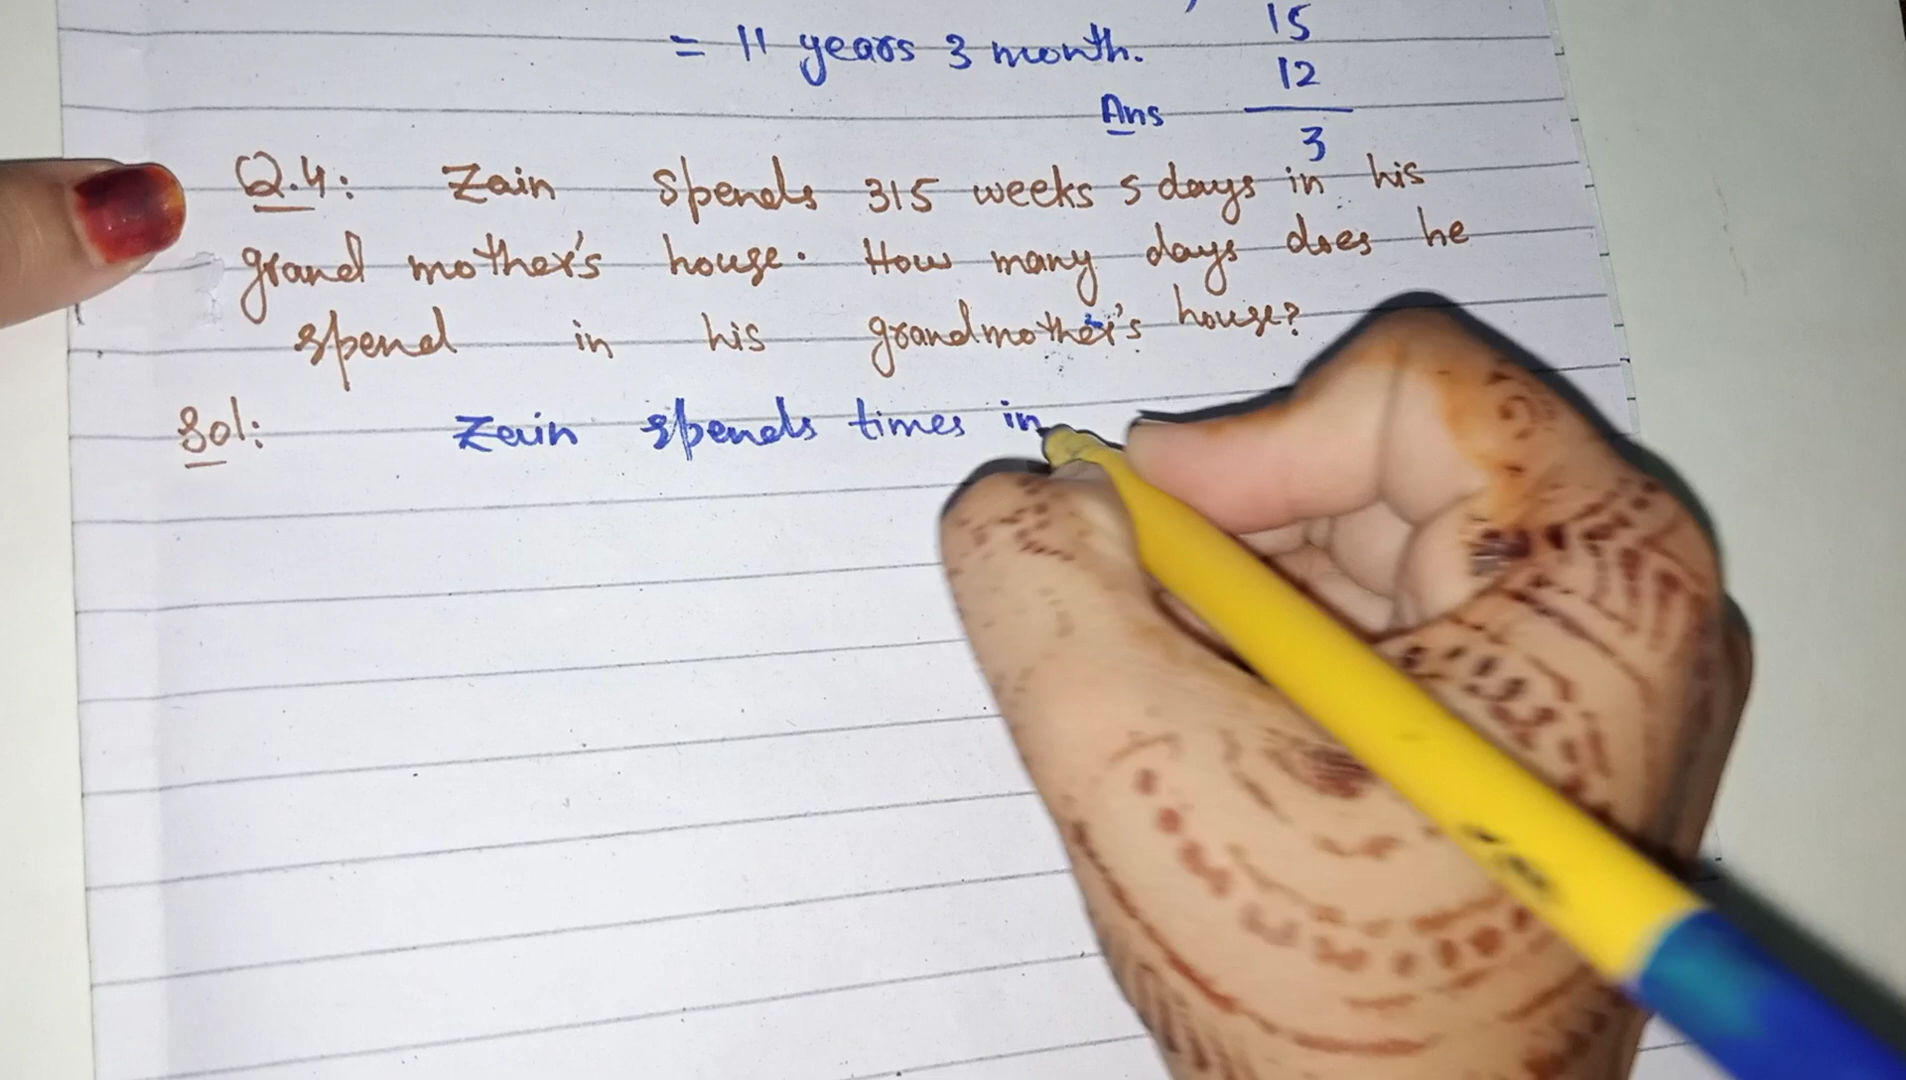 = 11 years 3 month.
15
12
Ans
3
Q.4: Zain spends 315 weeks 5 days in his
grand mother's house. How many days does he
spend in his grandmother's house?
Sol: Zain spends times in